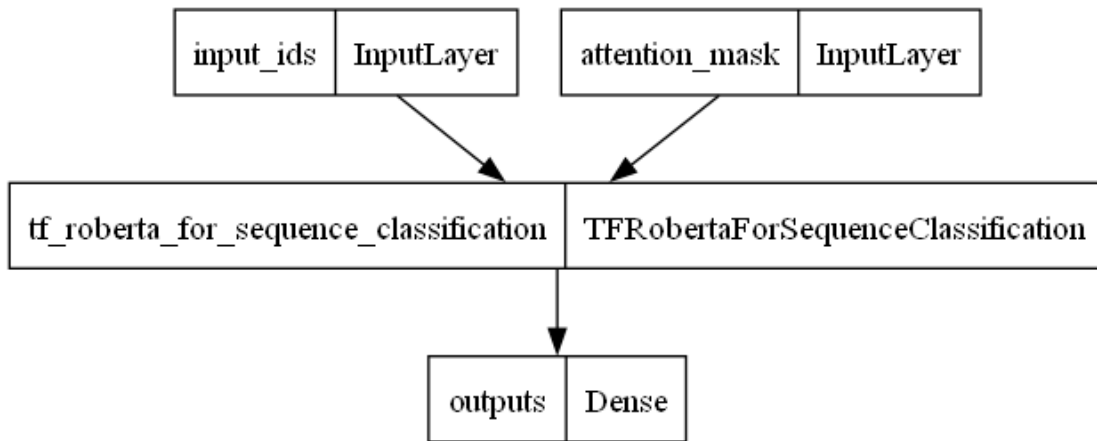 input_ids InputLayer attention_mask InputLayer
tf_roberta_for_sequence_classification TFRobertaForSequenceClassification
outputs Dense